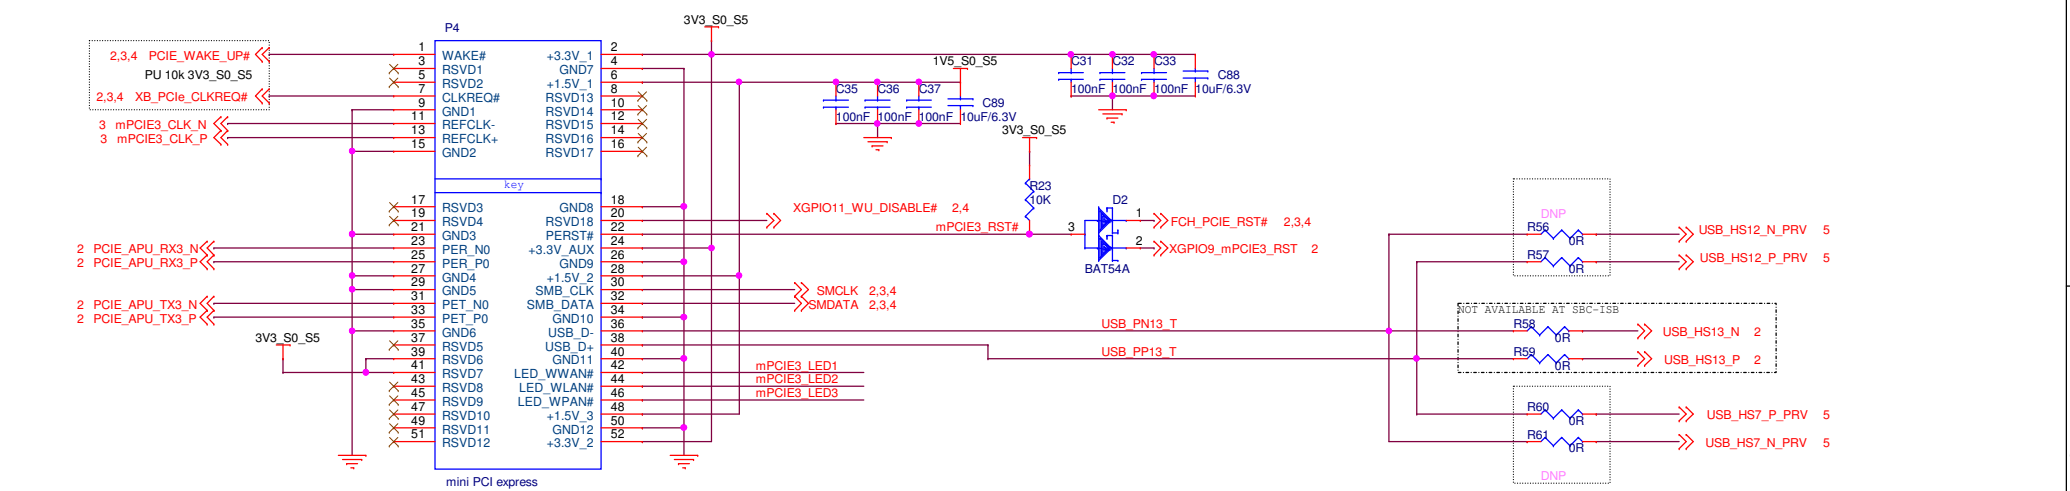 P4
3V3_S0_S5
2,3,4 PCIE_WAKE_UP#
PU 10k 3V3_S0_S5
2,3,4 XB_PCIe_CLKREQ#
3 mPCIE3_CLK_N
3 mPCIE3_CLK_P
1 WAKE# +3.3V_1 2
3 RSVD1 GND7 4
5 RSVD2 +1.5V_1 6
7 CLKREQ# RSVD13 8
9 GND1 RSVD14 10
11 REFCLK- RSVD15 12
13 REFCLK+ RSVD16 14
15 GND2 RSVD17 16
key
17 RSVD3 GND8 18
19 RSVD4 RSVD18 20
21 GND3 PERST# 22
23 PER_N0 +3.3V_AUX 24
25 PER_P0 GND9 26
27 GND4 +1.5V_2 28
29 GND5 SMB_CLK 30
31 PET_N0 SMB_DATA 32
33 PET_P0 GND10 34
35 GND6 USB_D- 36
37 RSVD5 USB_D+ 38
39 RSVD6 GND11 40
41 RSVD7 LED_WWAN# 42
43 RSVD8 LED_WLAN# 44
45 RSVD9 LED_WPAN# 46
47 RSVD10 +1.5V_3 48
49 RSVD11 GND12 50
51 RSVD12 +3.3V_2 52
mini PCI express
2 PCIE_APU_RX3_N
2 PCIE_APU_RX3_P
2 PCIE_APU_TX3_N
2 PCIE_APU_TX3_P
3V3_S0_S5
1V5_S0_S5
C35 C36 C37 C89
100nF 100nF 100nF 10uF/6.3V
C31 C32 C33 C88
100nF 100nF 100nF 10uF/6.3V
3V3_S0_S5
R23
10K
XGPIO11_WU_DISABLE# 2,4
mPCIE3_RST#
D2
3 1 2
BAT54A
FCH_PCIE_RST# 2,3,4
XGPIO9_mPCIE3_RST 2
SMCLK 2,3,4
SMDATA 2,3,4
USB_PN13_T
USB_PP13_T
mPCIE3_LED1
mPCIE3_LED2
mPCIE3_LED3
DNP
R56 0R USB_HS12_N_PRV 5
R57 0R USB_HS12_P_PRV 5
NOT AVAILABLE AT SBC-ISB
R58 0R USB_HS13_N 2
R59 0R USB_HS13_P 2
R60 0R USB_HS7_P_PRV 5
R61 0R USB_HS7_N_PRV 5
DNP